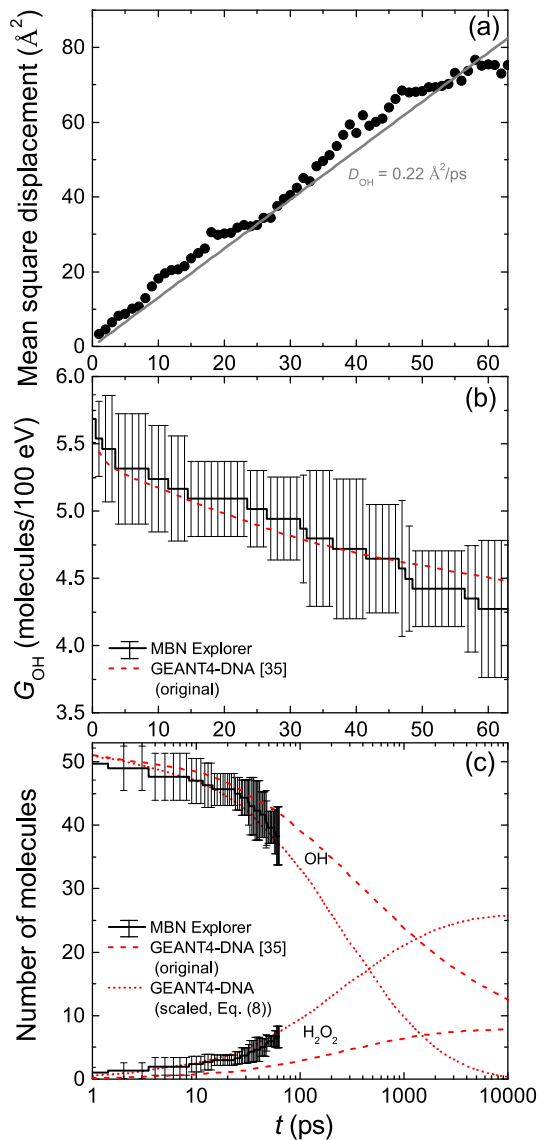 (a)
Mean square displacement (Å²)
80
60
40
20
0
D_OH = 0.22 Å²/ps
0 10 20 30 40 50 60
(b)
G_OH (molecules/100 eV)
6.0
5.5
5.0
4.5
4.0
3.5
MBN Explorer
GEANT4-DNA [35]
(original)
0 10 20 30 40 50 60
(c)
Number of molecules
50
40
30
20
10
0
OH
MBN Explorer
GEANT4-DNA [35]
(original)
GEANT4-DNA
(scaled, Eq. (8))
H₂O₂
1 10 100 1000 10000
t (ps)